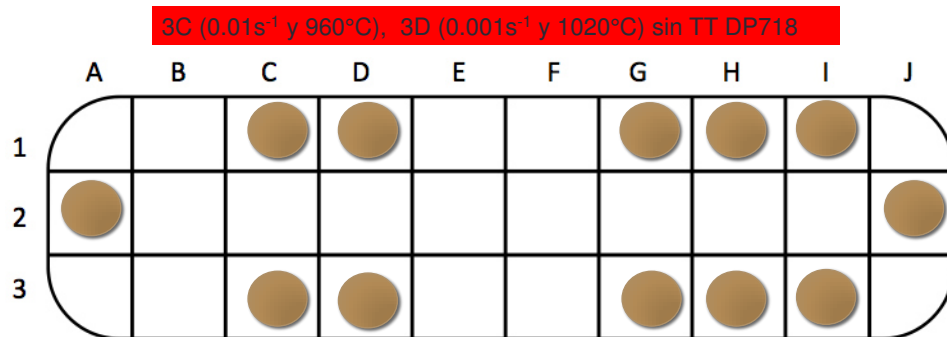 3C (0.01s⁻¹ y 960°C), 3D (0.001s⁻¹ y 1020°C) sin TT DP718
A B C D E F G H I J
1
2
3